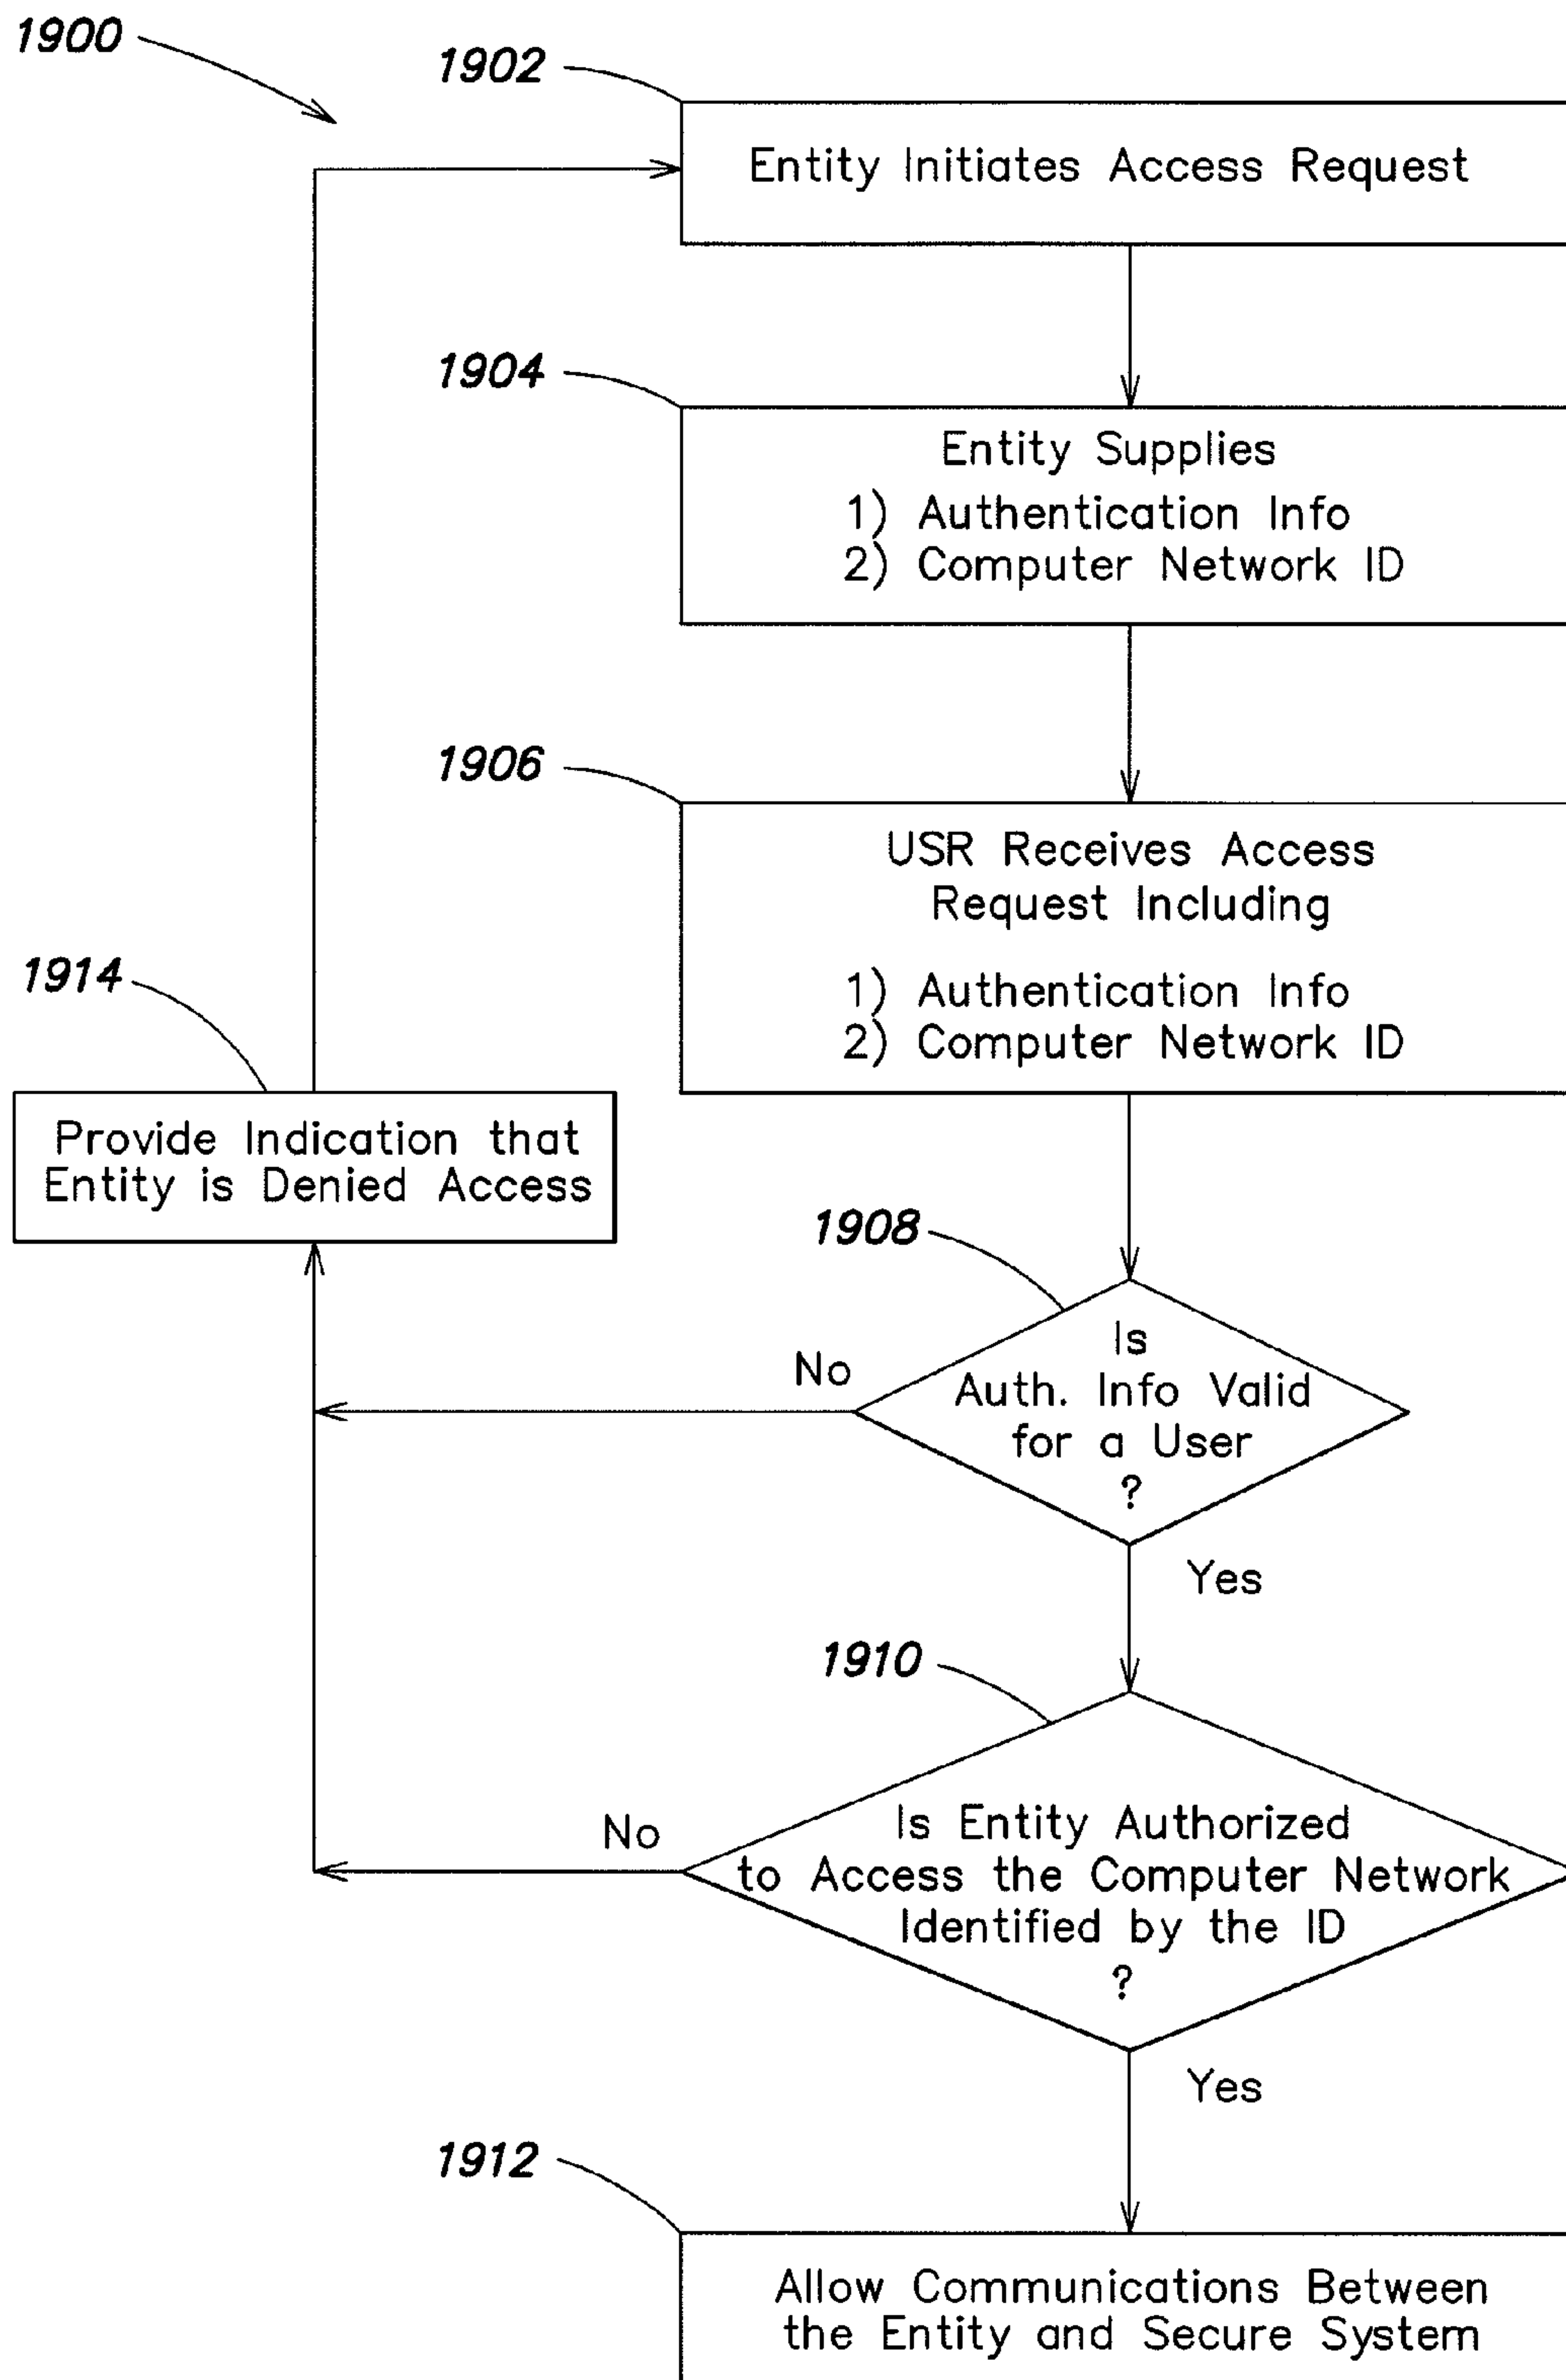 1900
1902
Entity Initiates Access Request
1904
Entity Supplies
1) Authentication Info
2) Computer Network ID
1906
USR Receives Access
Request Including
1) Authentication Info
2) Computer Network ID
1914
Provide Indication that
Entity is Denied Access
1908
Is
Auth. Info Valid
for a User
?
No
Yes
1910
Is Entity Authorized
to Access the Computer Network
Identified by the ID
?
No
Yes
1912
Allow Communications Between
the Entity and Secure System